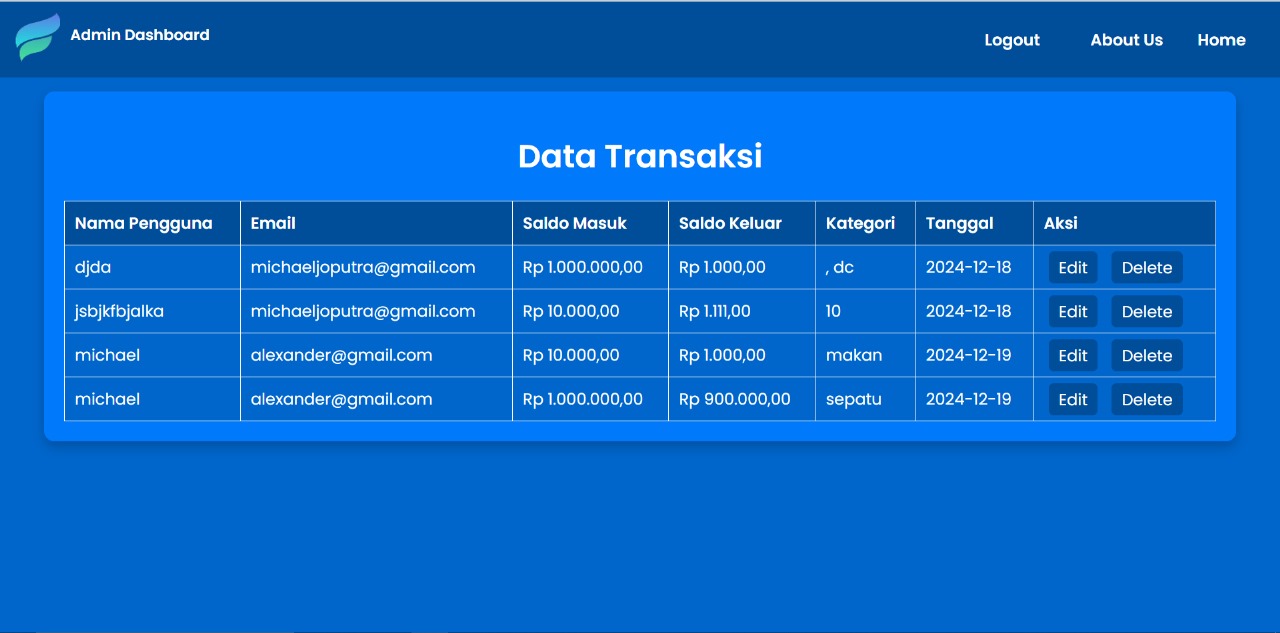 Admin Dashboard
Logout About Us Home
Data Transaksi
Nama Pengguna Email Saldo Masuk Saldo Keluar Kategori Tanggal Aksi
djda michaeljoputra@gmail.com Rp 1.000.000,00 Rp 1.000,00 , dc 2024-12-18 Edit Delete
jsbjkfbjalka michaeljoputra@gmail.com Rp 10.000,00 Rp 1.111,00 10 2024-12-18 Edit Delete
michael alexander@gmail.com Rp 10.000,00 Rp 1.000,00 makan 2024-12-19 Edit Delete
michael alexander@gmail.com Rp 1.000.000,00 Rp 900.000,00 sepatu 2024-12-19 Edit Delete